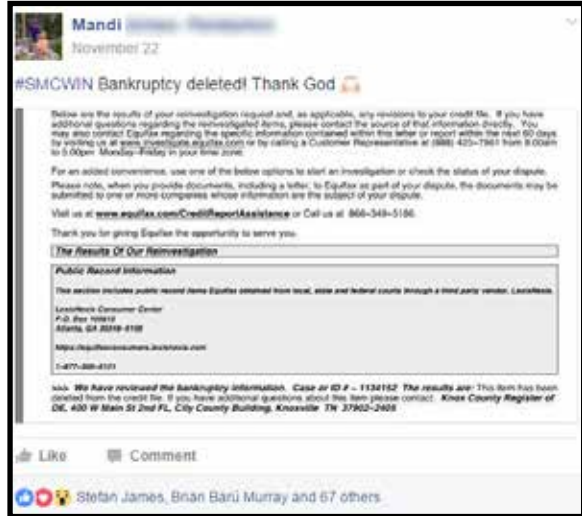 Mandi
November 22
#SMCWIN Bankruptcy deleted! Thank God
Below are the results of your reinvestigation request and, as applicable, any revisions to your credit file. If you have
additional questions regarding the reinvestigated items, please contact the source of that information directly. You
may also contact Equifax regarding the specific information contained within this letter or report within the next 60 days
by visiting us at www.investigate.equifax.com or by calling a Customer Representative at (888) 425-7961 from 9:00am
to 5:00pm Monday-Friday in your time zone.
For an added convenience, use one of the below options to start an investigation or check the status of your dispute.
Please note, when you provide documents, including a letter, to Equifax as part of your dispute, the documents may be
submitted to one or more companies whose information are the subject of your dispute.
Visit us at www.equifax.com/CreditReportAssistance or Call us at 866-349-5186.
Thank you for giving Equifax the opportunity to serve you.
The Results Of Our Reinvestigation
Public Record Information
This section includes public record items Equifax obtained from local, state and federal courts through a third party vendor, LexisNexis.
LexisNexis Consumer Center
P.O. Box
Atlanta, GA
https://equifaxconsumers.lexisnexis.com
>>> We have reviewed the bankruptcy information. Case or ID # - 1134152 The results are: This item has been
deleted from the credit file. If you have additional questions about this item please contact: Knox County Register of
DE, 400 W Main St 2nd FL, City County Building, Knoxville TN 37902-2405
Like Comment
Stefan James, Brian Barú Murray and 67 others